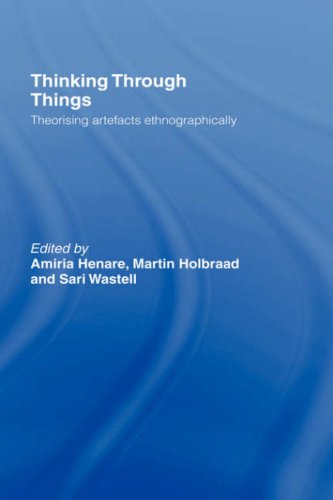 Thinking Through
Things
Theorising artefacts ethnographically
Edited by
Amiria Henare, Martin Holbraad
and Sari Wastell